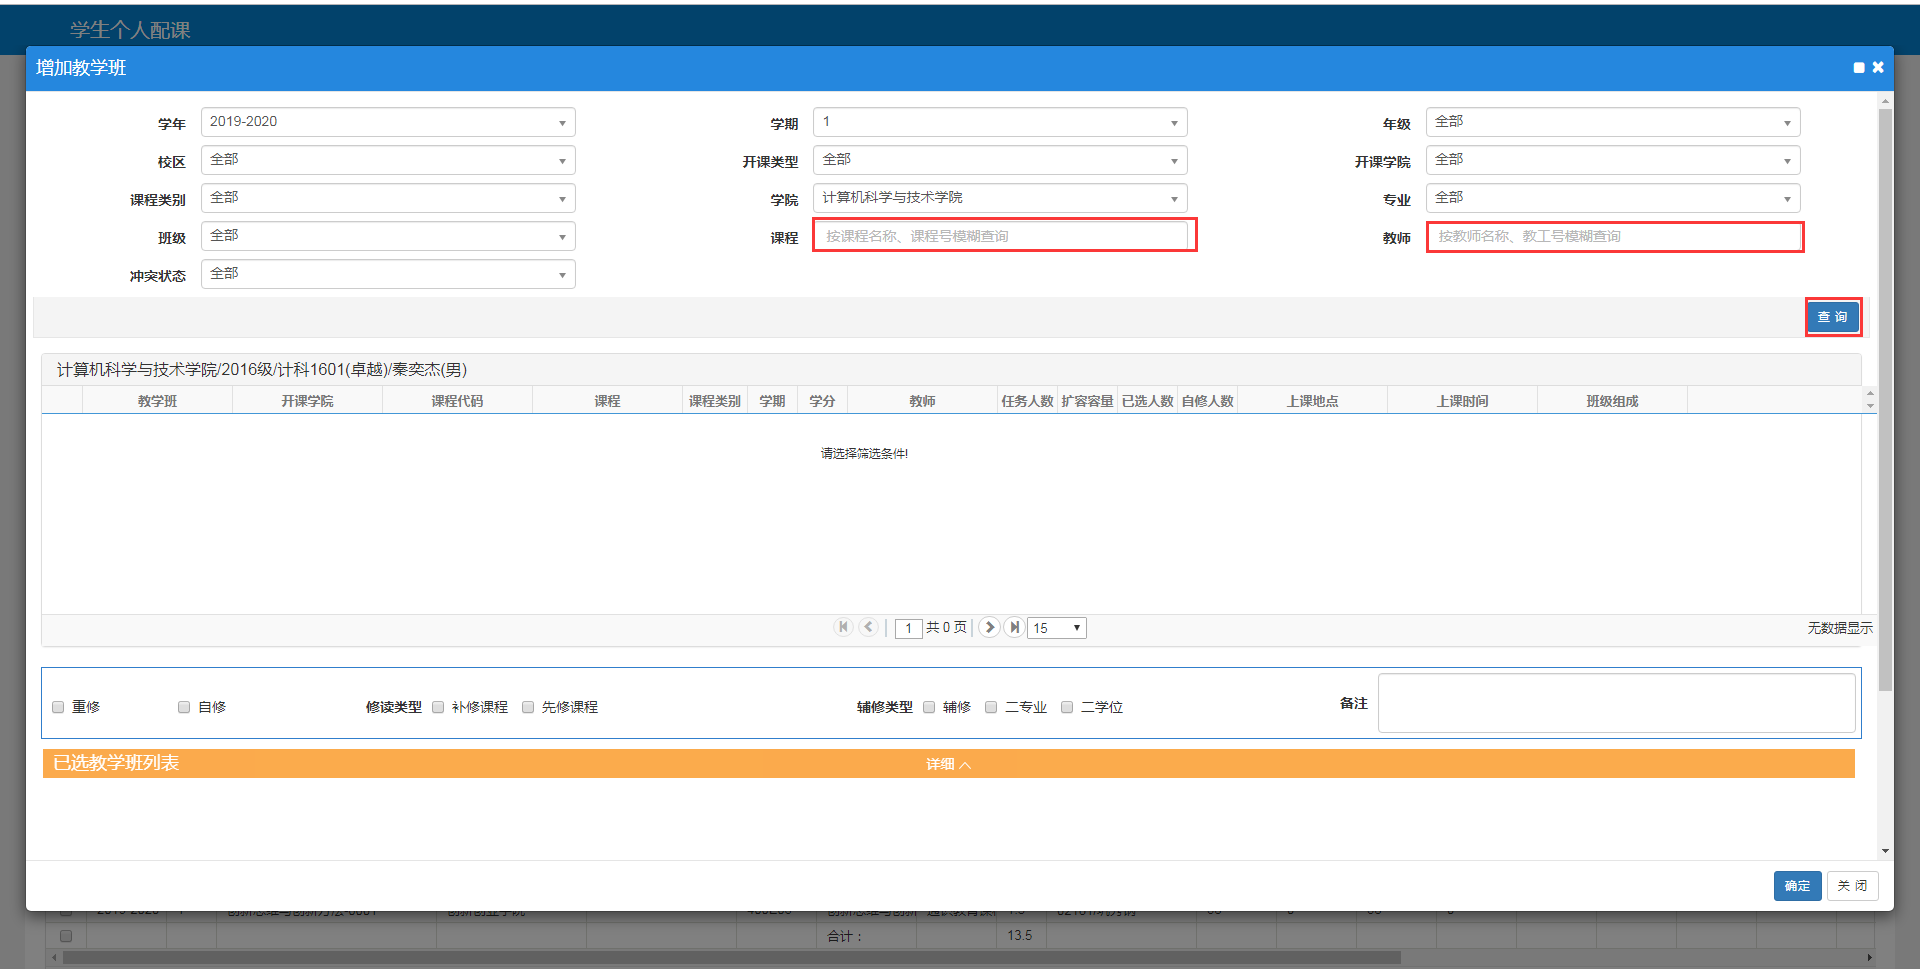 学生个人配课
增加教学班
学年 2019-2020 学期 1 年级 全部
校区 全部 开课类型 全部 开课学院 全部
课程类别 全部 学院 计算机科学与技术学院 专业 全部
班级 全部 课程 按课程名称、课程号模糊查询 教师 按教师名称、教工号模糊查询
冲突状态 全部
查 询
计算机科学与技术学院/2016级/计科1601(卓越)/秦奕杰(男)
教学班 开课学院 课程代码 课程 课程类别 学期 学分 教师 任务人数 扩容容量 已选人数 自修人数 上课地点 上课时间 班级组成
请选择筛选条件!
1 共 0 页 15 无数据显示
重修 自修 修读类型 补修课程 先修课程 辅修类型 辅修 二专业 二学位 备注
已选教学班列表 详细
确定 关 闭
合计： 13.5